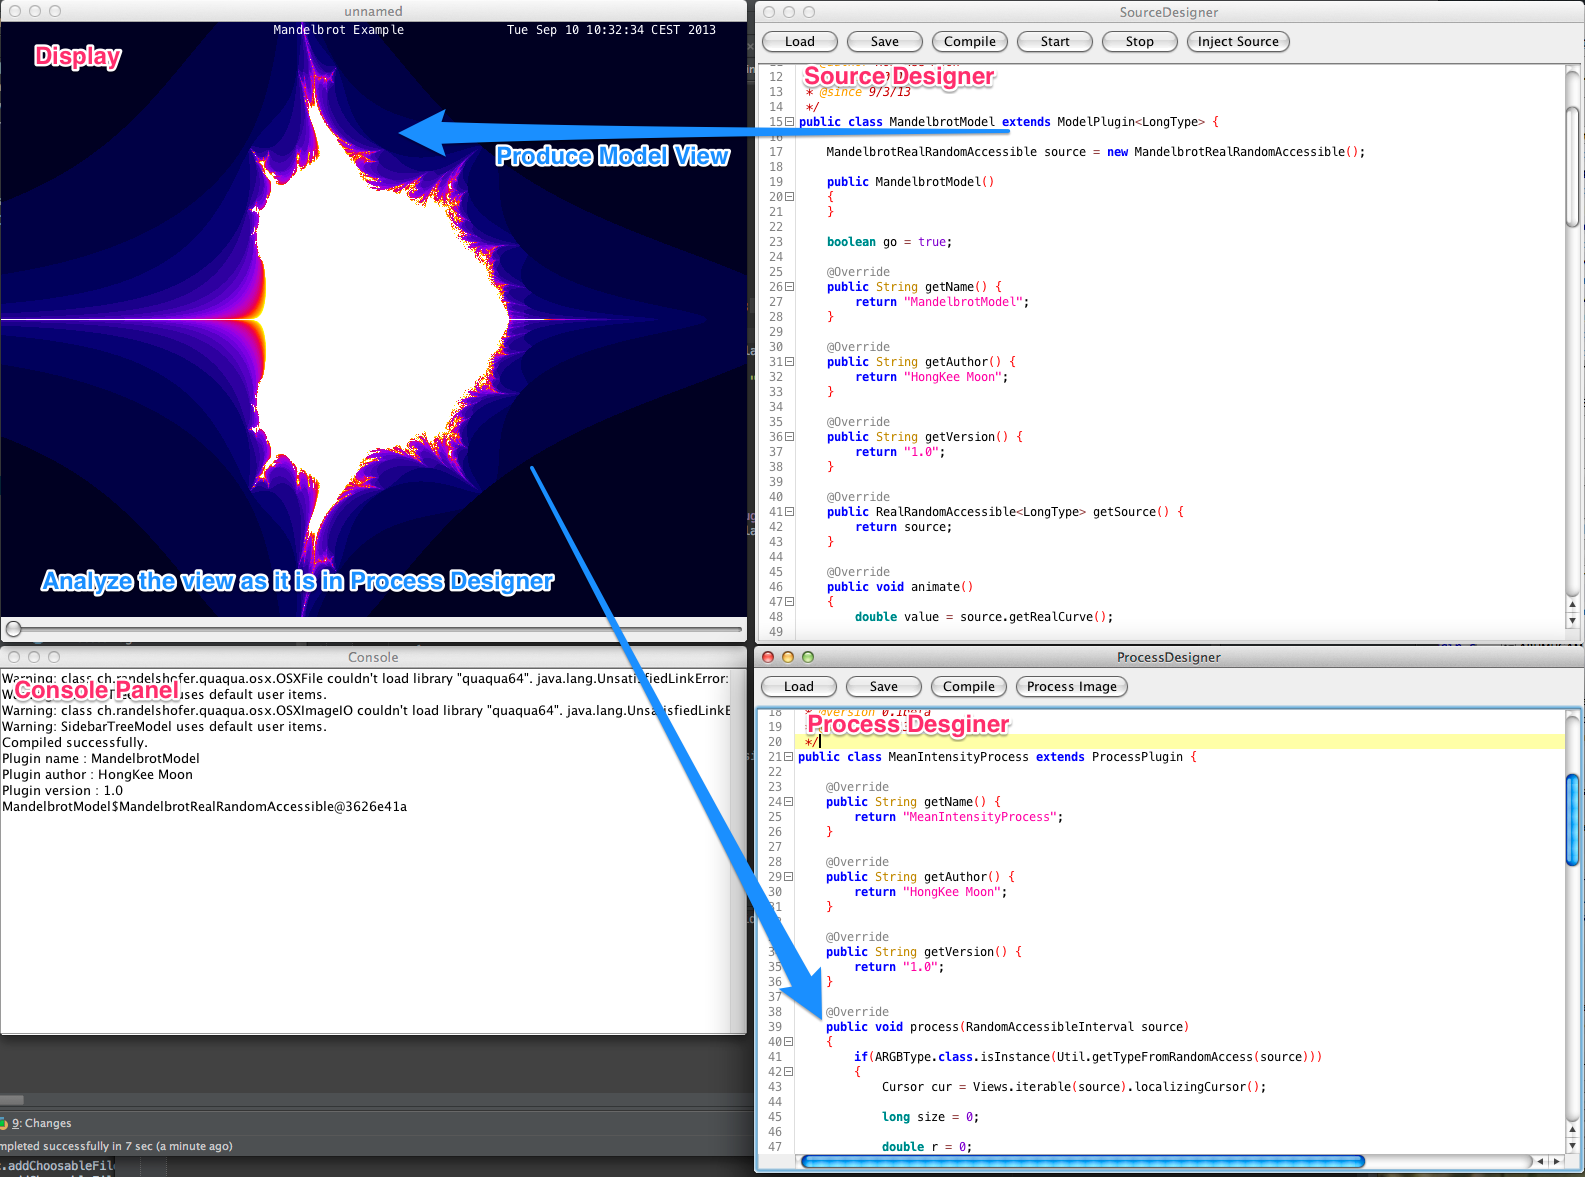 unnamed
Mandelbrot Example
Tue Sep 10 10:32:34 CEST 2013
Display
Produce Model View
Analyze the view as it is in Process Designer
SourceDesigner
Load Save Compile Start Stop Inject Source
Source Designer
12
13 * @since 9/3/13
14 */
15 public class MandelbrotModel extends ModelPlugin<LongType> {
16
17 MandelbrotRealRandomAccessible source = new MandelbrotRealRandomAccessible();
18
19 public MandelbrotModel()
20 {
21 }
22
23 boolean go = true;
24
25 @Override
26 public String getName() {
27 return "MandelbrotModel";
28 }
29
30 @Override
31 public String getAuthor() {
32 return "HongKee Moon";
33 }
34
35 @Override
36 public String getVersion() {
37 return "1.0";
38 }
39
40 @Override
41 public RealRandomAccessible<LongType> getSource() {
42 return source;
43 }
44
45 @Override
46 public void animate()
47 {
48 double value = source.getRealCurve();
49
Console
Warning: class ch.randelshofer.quaqua.osx.OSXFile couldn't load library "quaqua64". java.lang.UnsatisfiedLinkError:
Console Panel
uses default user items.
Warning: class ch.randelshofer.quaqua.osx.OSXImageIO couldn't load library "quaqua64". java.lang.UnsatisfiedLinkE
Warning: SidebarTreeModel uses default user items.
Compiled successfully.
Plugin name : MandelbrotModel
Plugin author : HongKee Moon
Plugin version : 1.0
MandelbrotModel$MandelbrotRealRandomAccessible@3626e41a
9: Changes
mpleted successfully in 7 sec (a minute ago)
.addChoosableFil
ProcessDesigner
Load Save Compile Process Image
Process Desginer
18 * @version 0.1beta
19
20 */
21 public class MeanIntensityProcess extends ProcessPlugin {
22
23 @Override
24 public String getName() {
25 return "MeanIntensityProcess";
26 }
27
28 @Override
29 public String getAuthor() {
30 return "HongKee Moon";
31 }
@Override
public String getVersion() {
35 return "1.0";
36 }
37
38 @Override
39 public void process(RandomAccessibleInterval source)
40 {
41 if(ARGBType.class.isInstance(Util.getTypeFromRandomAccess(source)))
42 {
43 Cursor cur = Views.iterable(source).localizingCursor();
44
45 long size = 0;
46
47 double r = 0;